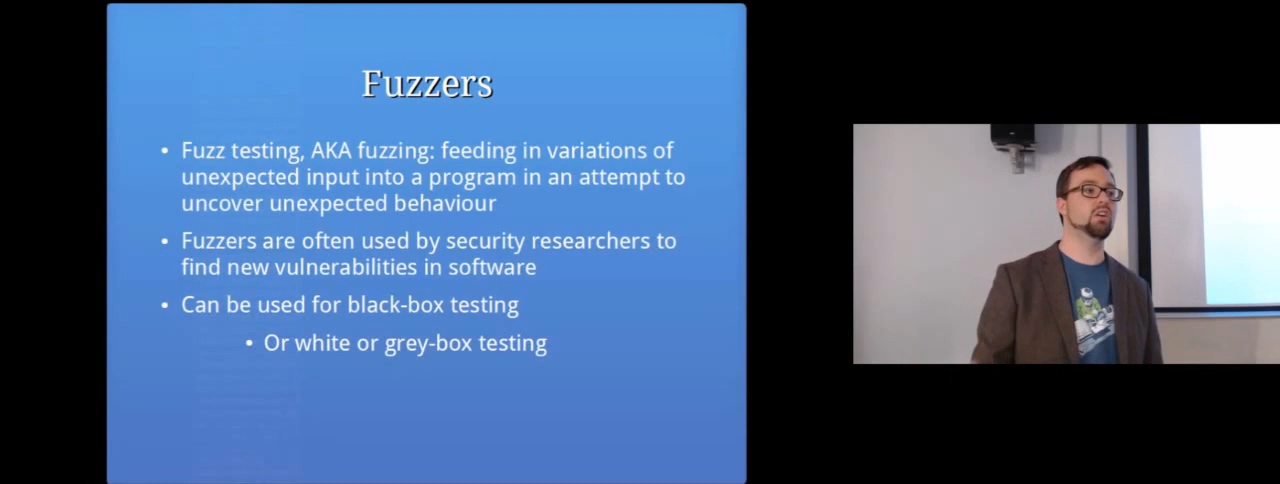 Fuzzers
• Fuzz testing, AKA fuzzing: feeding in variations of
unexpected input into a program in an attempt to
uncover unexpected behaviour
• Fuzzers are often used by security researchers to
find new vulnerabilities in software
• Can be used for black-box testing
• Or white or grey-box testing